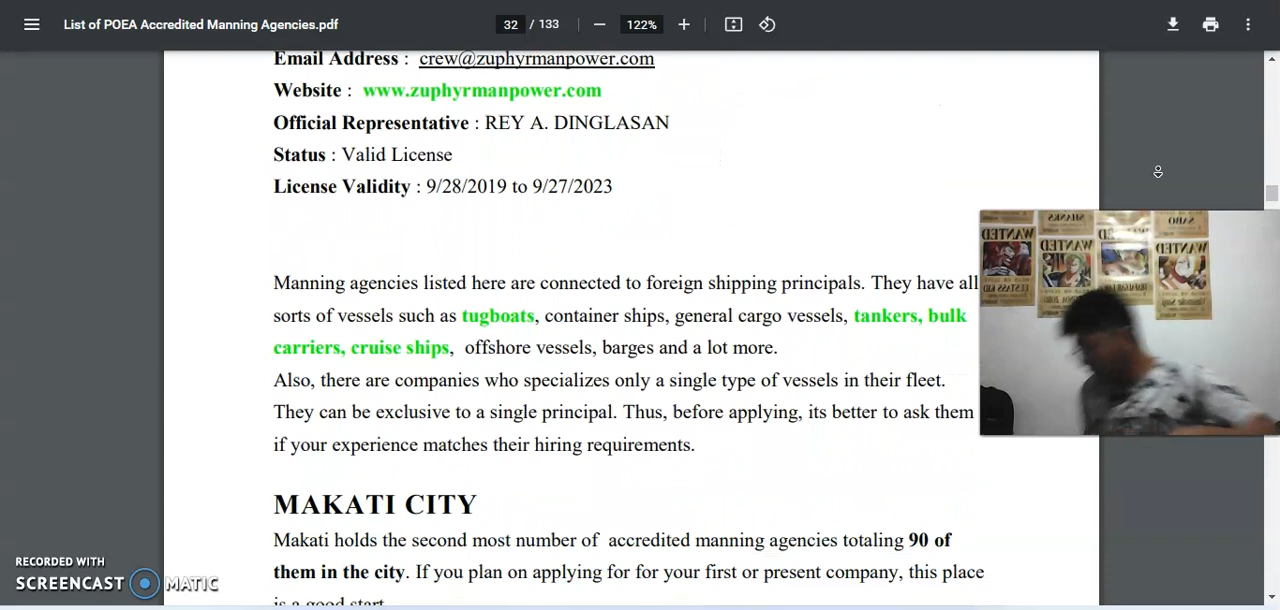 List of POEA Accredited Manning Agencies.pdf 32 / 133 122%
Email Address : crew@zuphyrmanpower.com
Website : www.zuphyrmanpower.com
Official Representative : REY A. DINGLASAN
Status : Valid License
License Validity : 9/28/2019 to 9/27/2023
Manning agencies listed here are connected to foreign shipping principals. They have all
sorts of vessels such as tugboats, container ships, general cargo vessels, tankers, bulk
carriers, cruise ships, offshore vessels, barges and a lot more.
Also, there are companies who specializes only a single type of vessels in their fleet.
They can be exclusive to a single principal. Thus, before applying, its better to ask them
if your experience matches their hiring requirements.
MAKATI CITY
Makati holds the second most number of accredited manning agencies totaling 90 of
them in the city. If you plan on applying for for your first or present company, this place
is a good start
SHANKS
SABO
WANTED
WANTED
WANTED
EUSTASS KID
RECORDED WITH
SCREENCAST MATIC